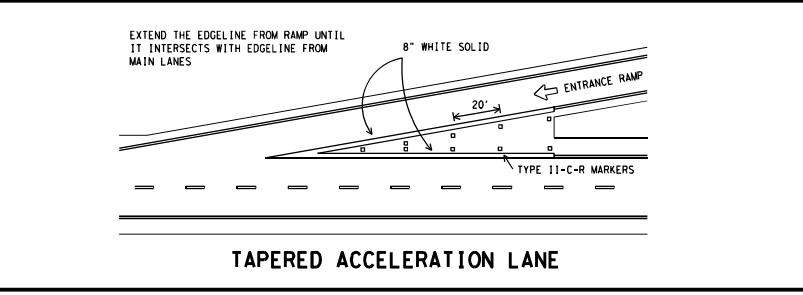 EXTEND THE EDGELINE FROM RAMP UNTIL
IT INTERSECTS WITH EDGELINE FROM
MAIN LANES
8" WHITE SOLID
ENTRANCE RAMP
20'
TYPE II-C-R MARKERS
TAPERED ACCELERATION LANE